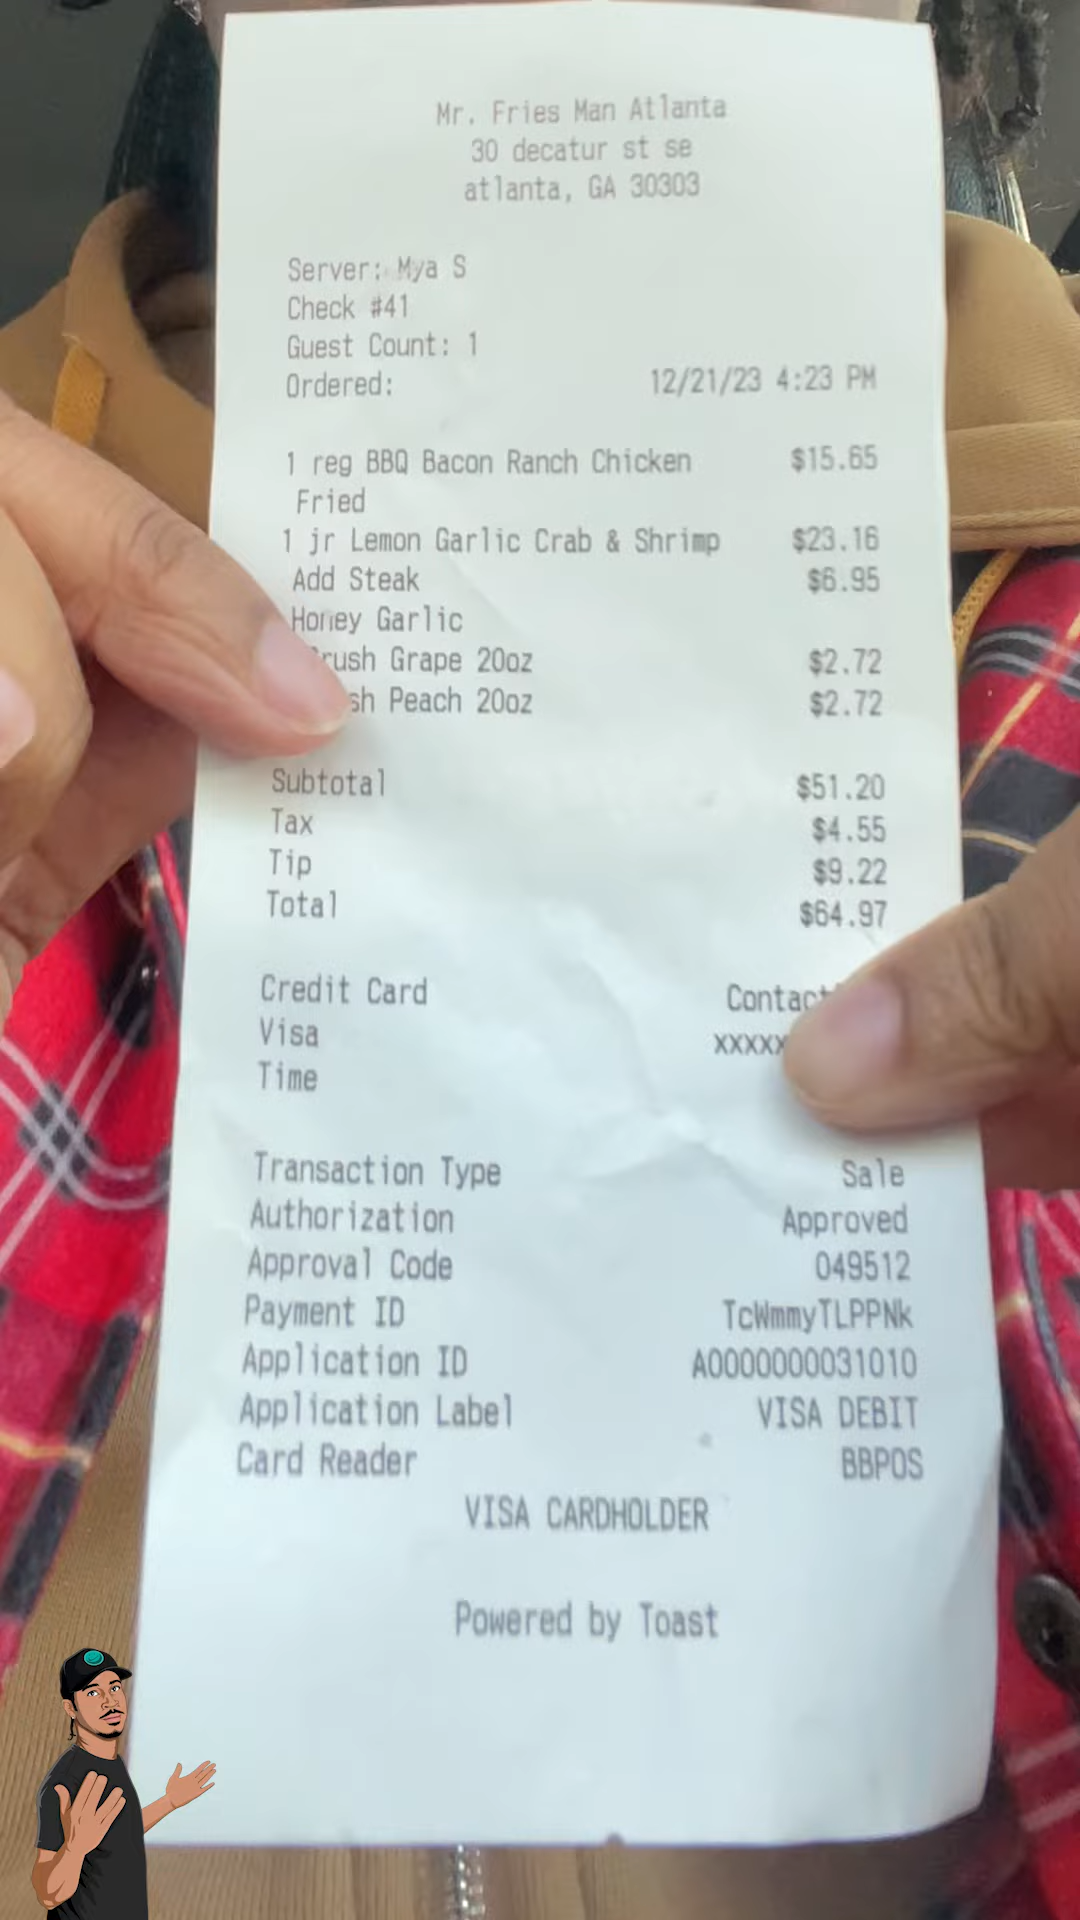 Mr. Fries Man Atlanta
30 decatur st se
atlanta, GA 30303
Server: Mya S
Check #41
Guest Count: 1
Ordered: 12/21/23 4:23 PM
1 reg BBQ Bacon Ranch Chicken $15.65
Fried
1 jr Lemon Garlic Crab & Shrimp $23.16
Add Steak $6.95
Honey Garlic
Grape 20oz $2.72
Peach 20oz $2.72
Subtotal $51.20
Tax $4.55
Tip $9.22
Total $64.97
Credit Card
Visa xxxxx
Time
Transaction Type Sale
Authorization Approved
Approval Code 049512
Payment ID TcWmmyTLPPNk
Application ID A0000000031010
Application Label VISA DEBIT
Card Reader BBPOS
VISA CARDHOLDER
Powered by Toast